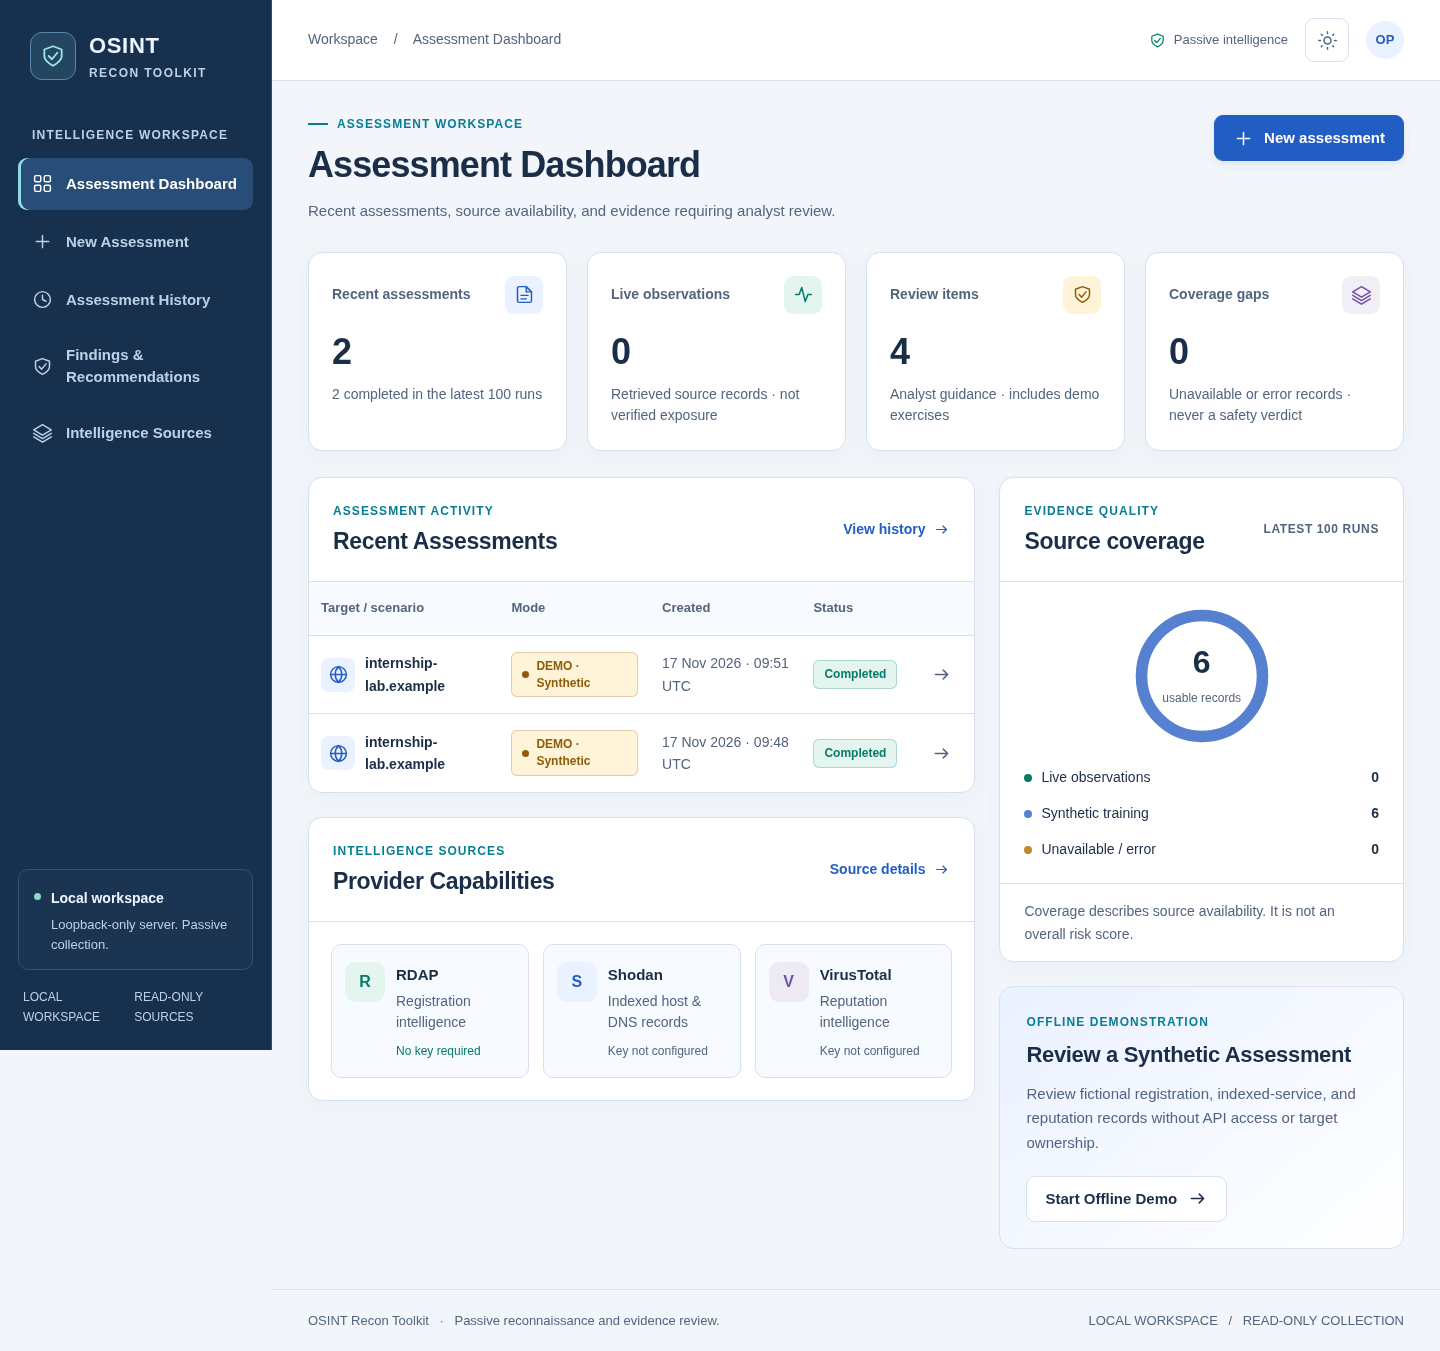 OSINT
RECON TOOLKIT
INTELLIGENCE WORKSPACE
Assessment Dashboard
New Assessment
Assessment History
Findings &
Recommendations
Intelligence Sources
Local workspace
Loopback-only server. Passive
collection.
LOCAL
WORKSPACE
READ-ONLY
SOURCES
Workspace / Assessment Dashboard
Passive intelligence
OP
ASSESSMENT WORKSPACE
Assessment Dashboard
Recent assessments, source availability, and evidence requiring analyst review.
New assessment
Recent assessments
2
2 completed in the latest 100 runs
Live observations
0
Retrieved source records · not
verified exposure
Review items
4
Analyst guidance · includes demo
exercises
Coverage gaps
0
Unavailable or error records ·
never a safety verdict
ASSESSMENT ACTIVITY
Recent Assessments
View history
Target / scenario Mode Created Status
internship-
lab.example
DEMO ·
Synthetic
17 Nov 2026 · 09:51
UTC
Completed
internship-
lab.example
DEMO ·
Synthetic
17 Nov 2026 · 09:48
UTC
Completed
INTELLIGENCE SOURCES
Provider Capabilities
Source details
R
RDAP
Registration
intelligence
No key required
S
Shodan
Indexed host &
DNS records
Key not configured
V
VirusTotal
Reputation
intelligence
Key not configured
EVIDENCE QUALITY
Source coverage
LATEST 100 RUNS
6
usable records
Live observations 0
Synthetic training 6
Unavailable / error 0
Coverage describes source availability. It is not an
overall risk score.
OFFLINE DEMONSTRATION
Review a Synthetic Assessment
Review fictional registration, indexed-service, and
reputation records without API access or target
ownership.
Start Offline Demo
OSINT Recon Toolkit · Passive reconnaissance and evidence review.
LOCAL WORKSPACE / READ-ONLY COLLECTION